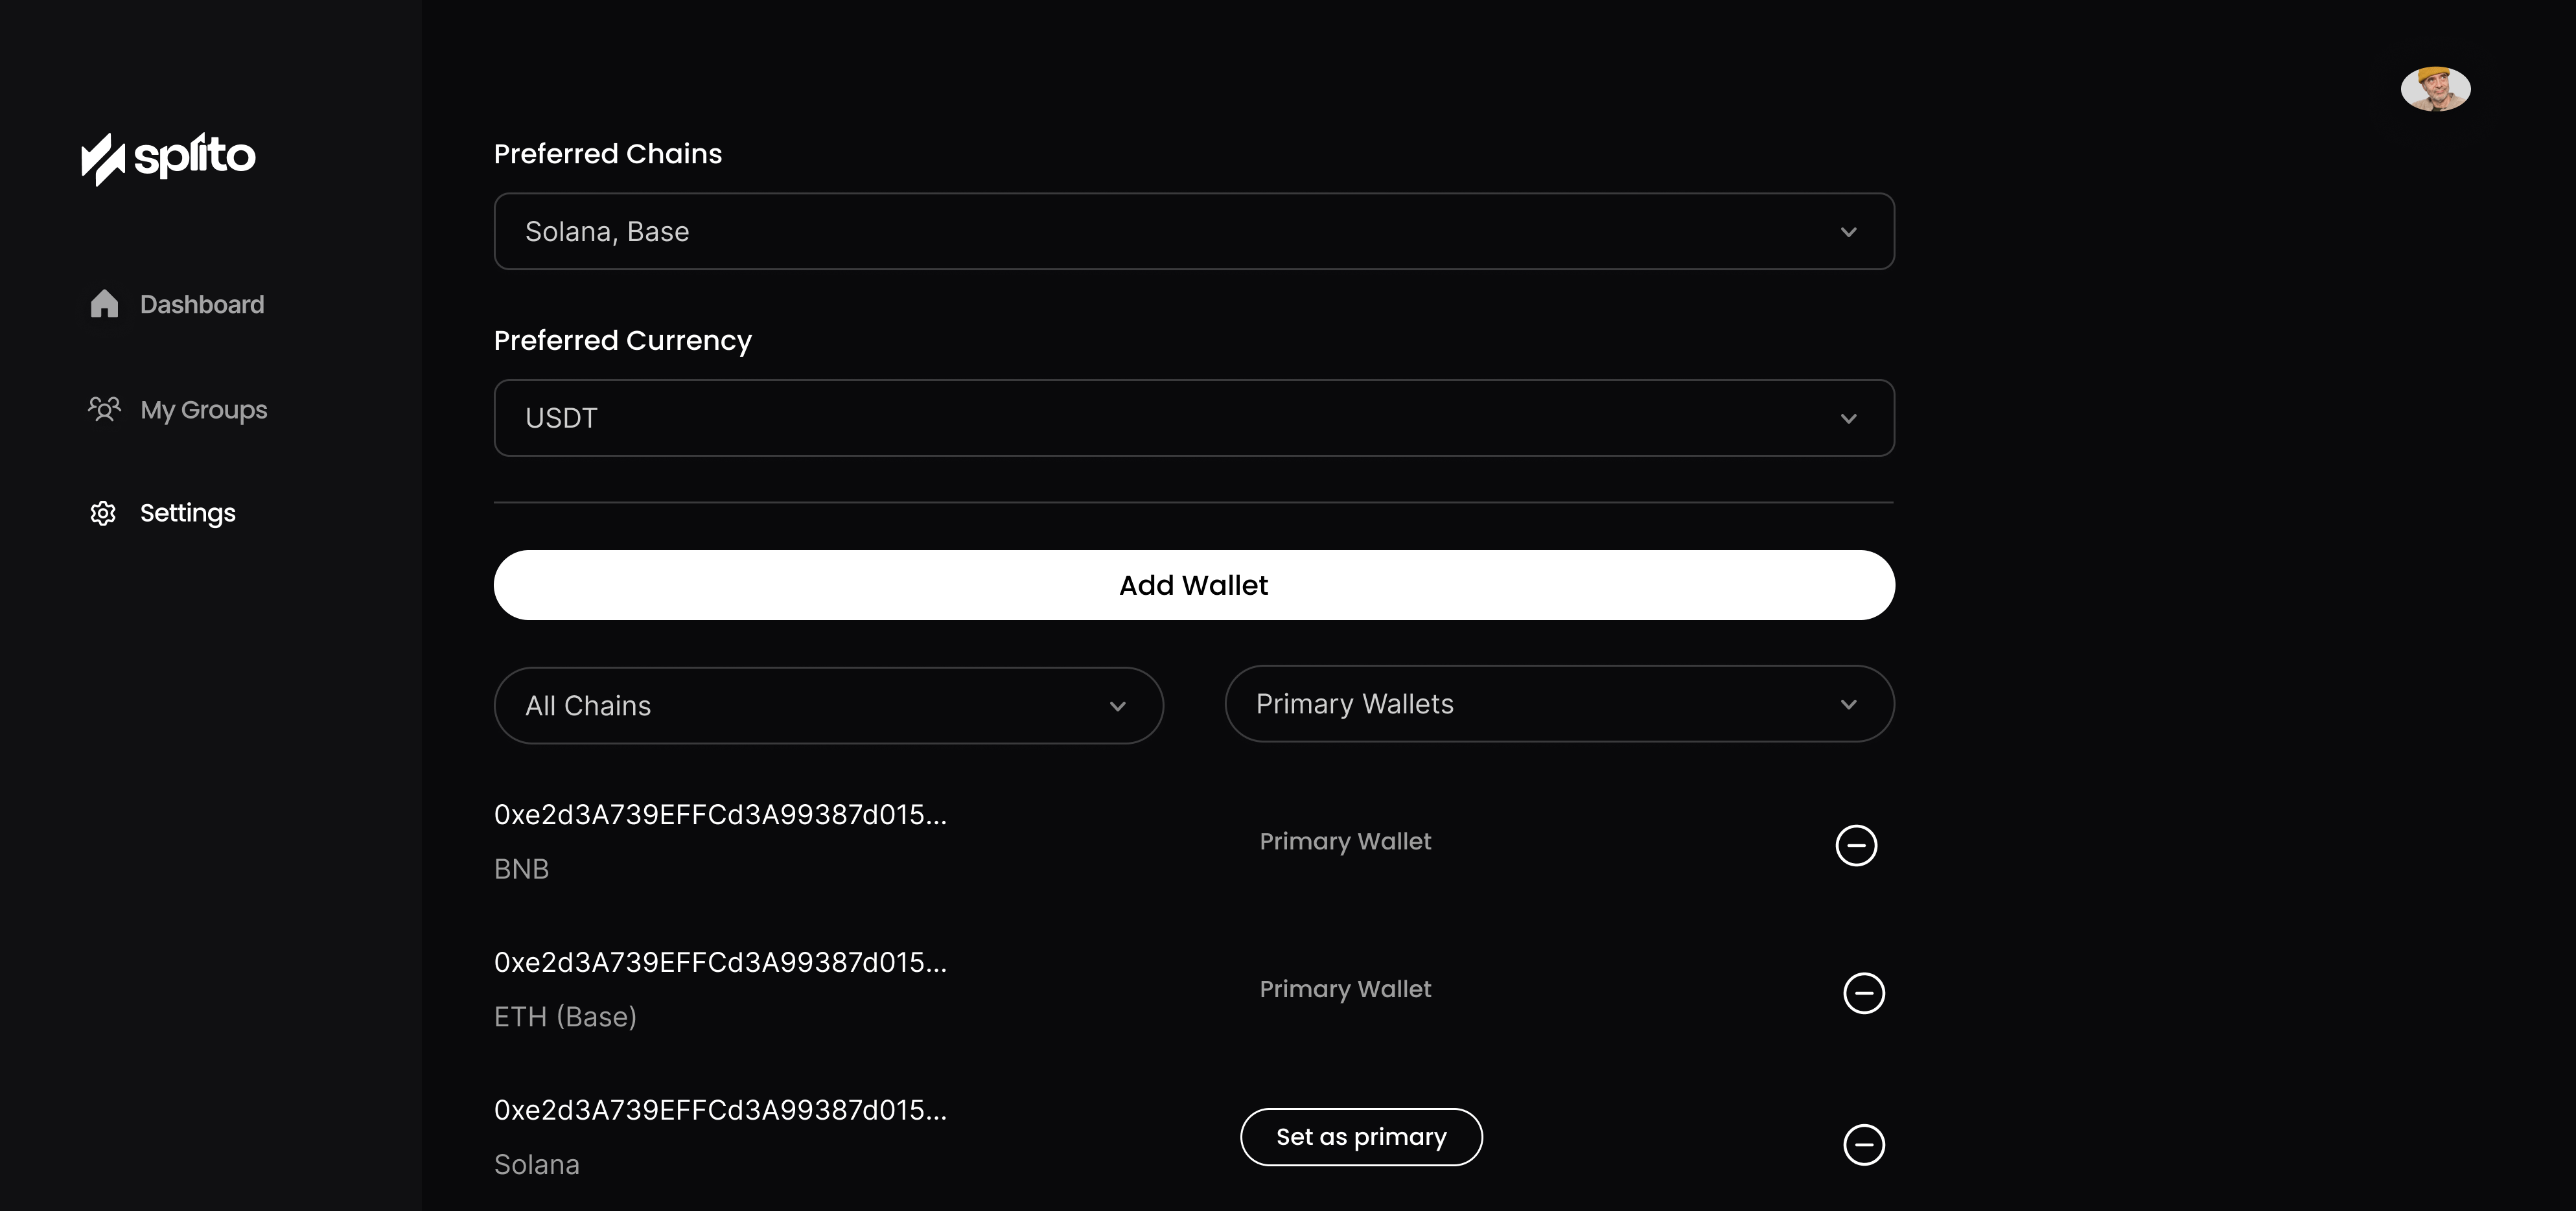 splito
Dashboard
My Groups
Settings
Preferred Chains
Solana, Base
Preferred Currency
USDT
Add Wallet
All Chains
Primary Wallets
0xe2d3A739EFFCd3A99387d015...
Primary Wallet
BNB
0xe2d3A739EFFCd3A99387d015...
Primary Wallet
ETH (Base)
0xe2d3A739EFFCd3A99387d015...
Set as primary
Solana